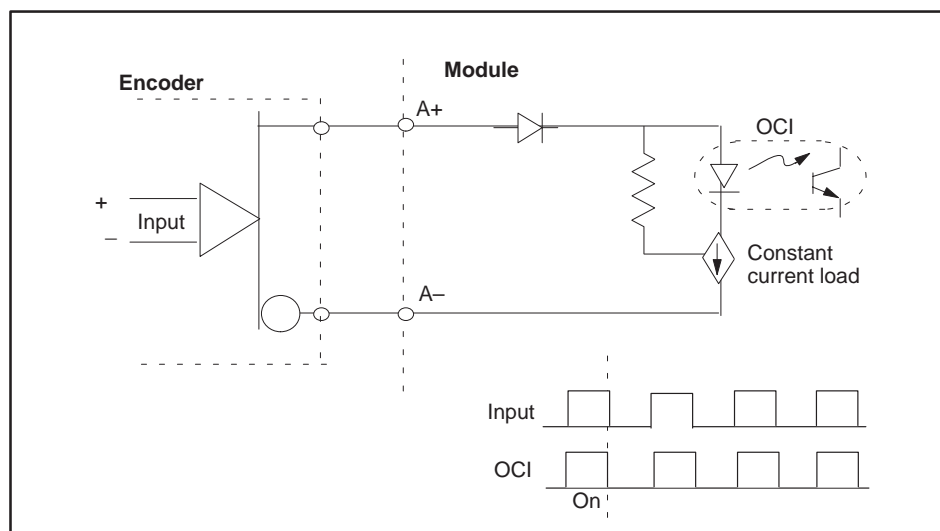 Module
Encoder
A+
OCI
+
Input
–
Constant
current load
A–
Input
OCI
On